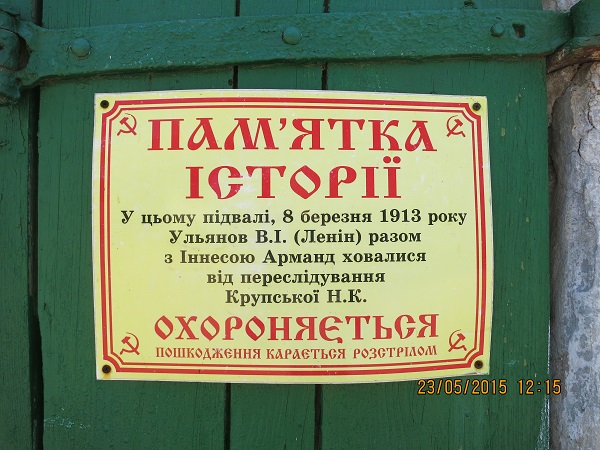 ПАМ'ЯТКА
ІСТОРІЇ
У цьому підвалі, 8 березня 1913 року
Ульянов В.І. (Ленін) разом
з Іннесою Арманд ховалися
від переслідування
Крупської Н.К.
ОХОРОНЯЄТЬСЯ
ПОШКОДЖЕННЯ КАРАЄТЬСЯ РОЗСТРІЛОМ
23/05/2015 12:15